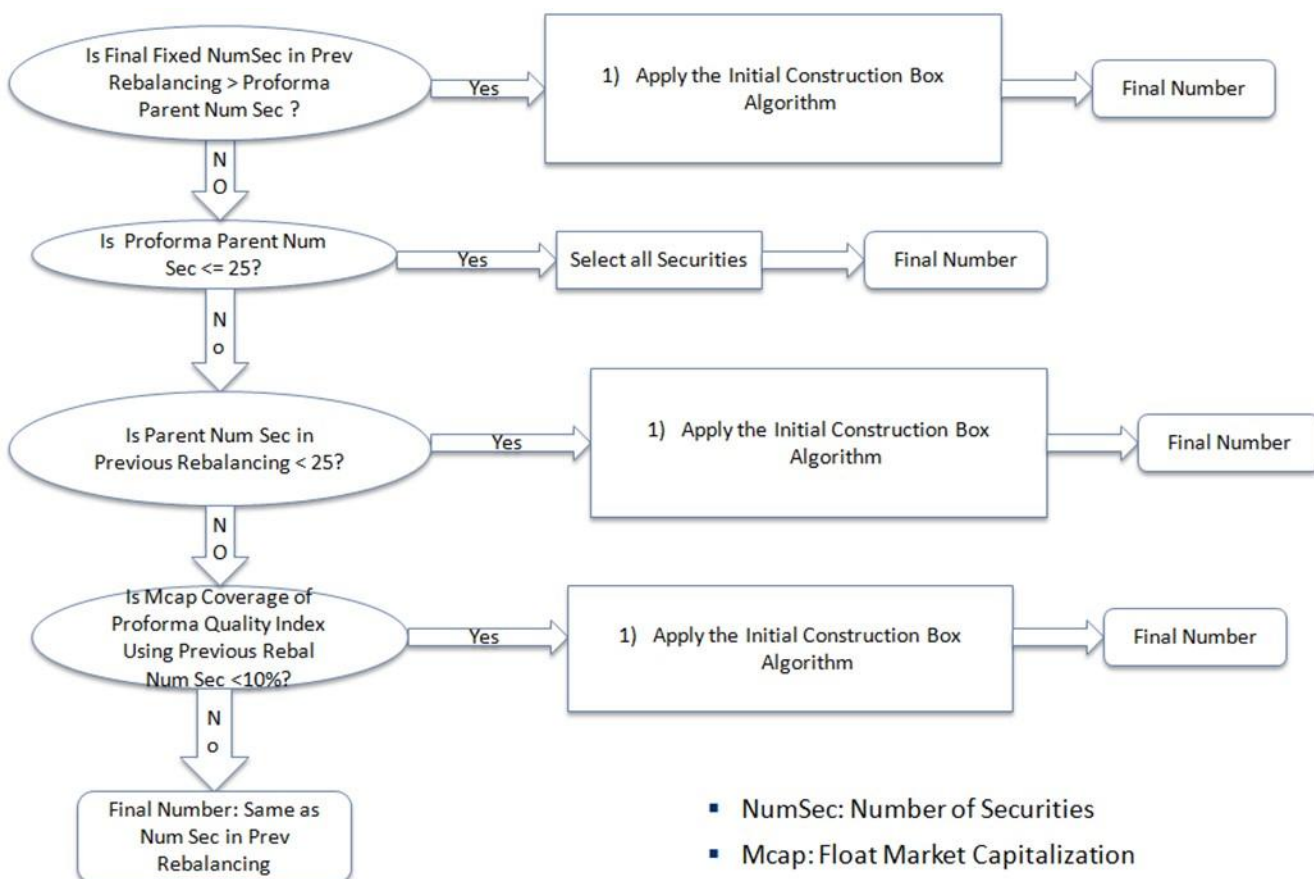 Is Final Fixed NumSec in Prev
Rebalancing > Proforma
Parent Num Sec ?
Yes
1) Apply the Initial Construction Box
Algorithm
Final Number
N
O
Is Proforma Parent Num
Sec <= 25?
Yes
Select all Securities
Final Number
N
o
Is Parent Num Sec in
Previous Rebalancing < 25?
Yes
1) Apply the Initial Construction Box
Algorithm
Final Number
N
O
Is Mcap Coverage of
Proforma Quality Index
Using Previous Rebal
Num Sec <10%?
Yes
1) Apply the Initial Construction Box
Algorithm
Final Number
N
o
Final Number: Same as
Num Sec in Prev
Rebalancing
▪ NumSec: Number of Securities
▪ Mcap: Float Market Capitalization